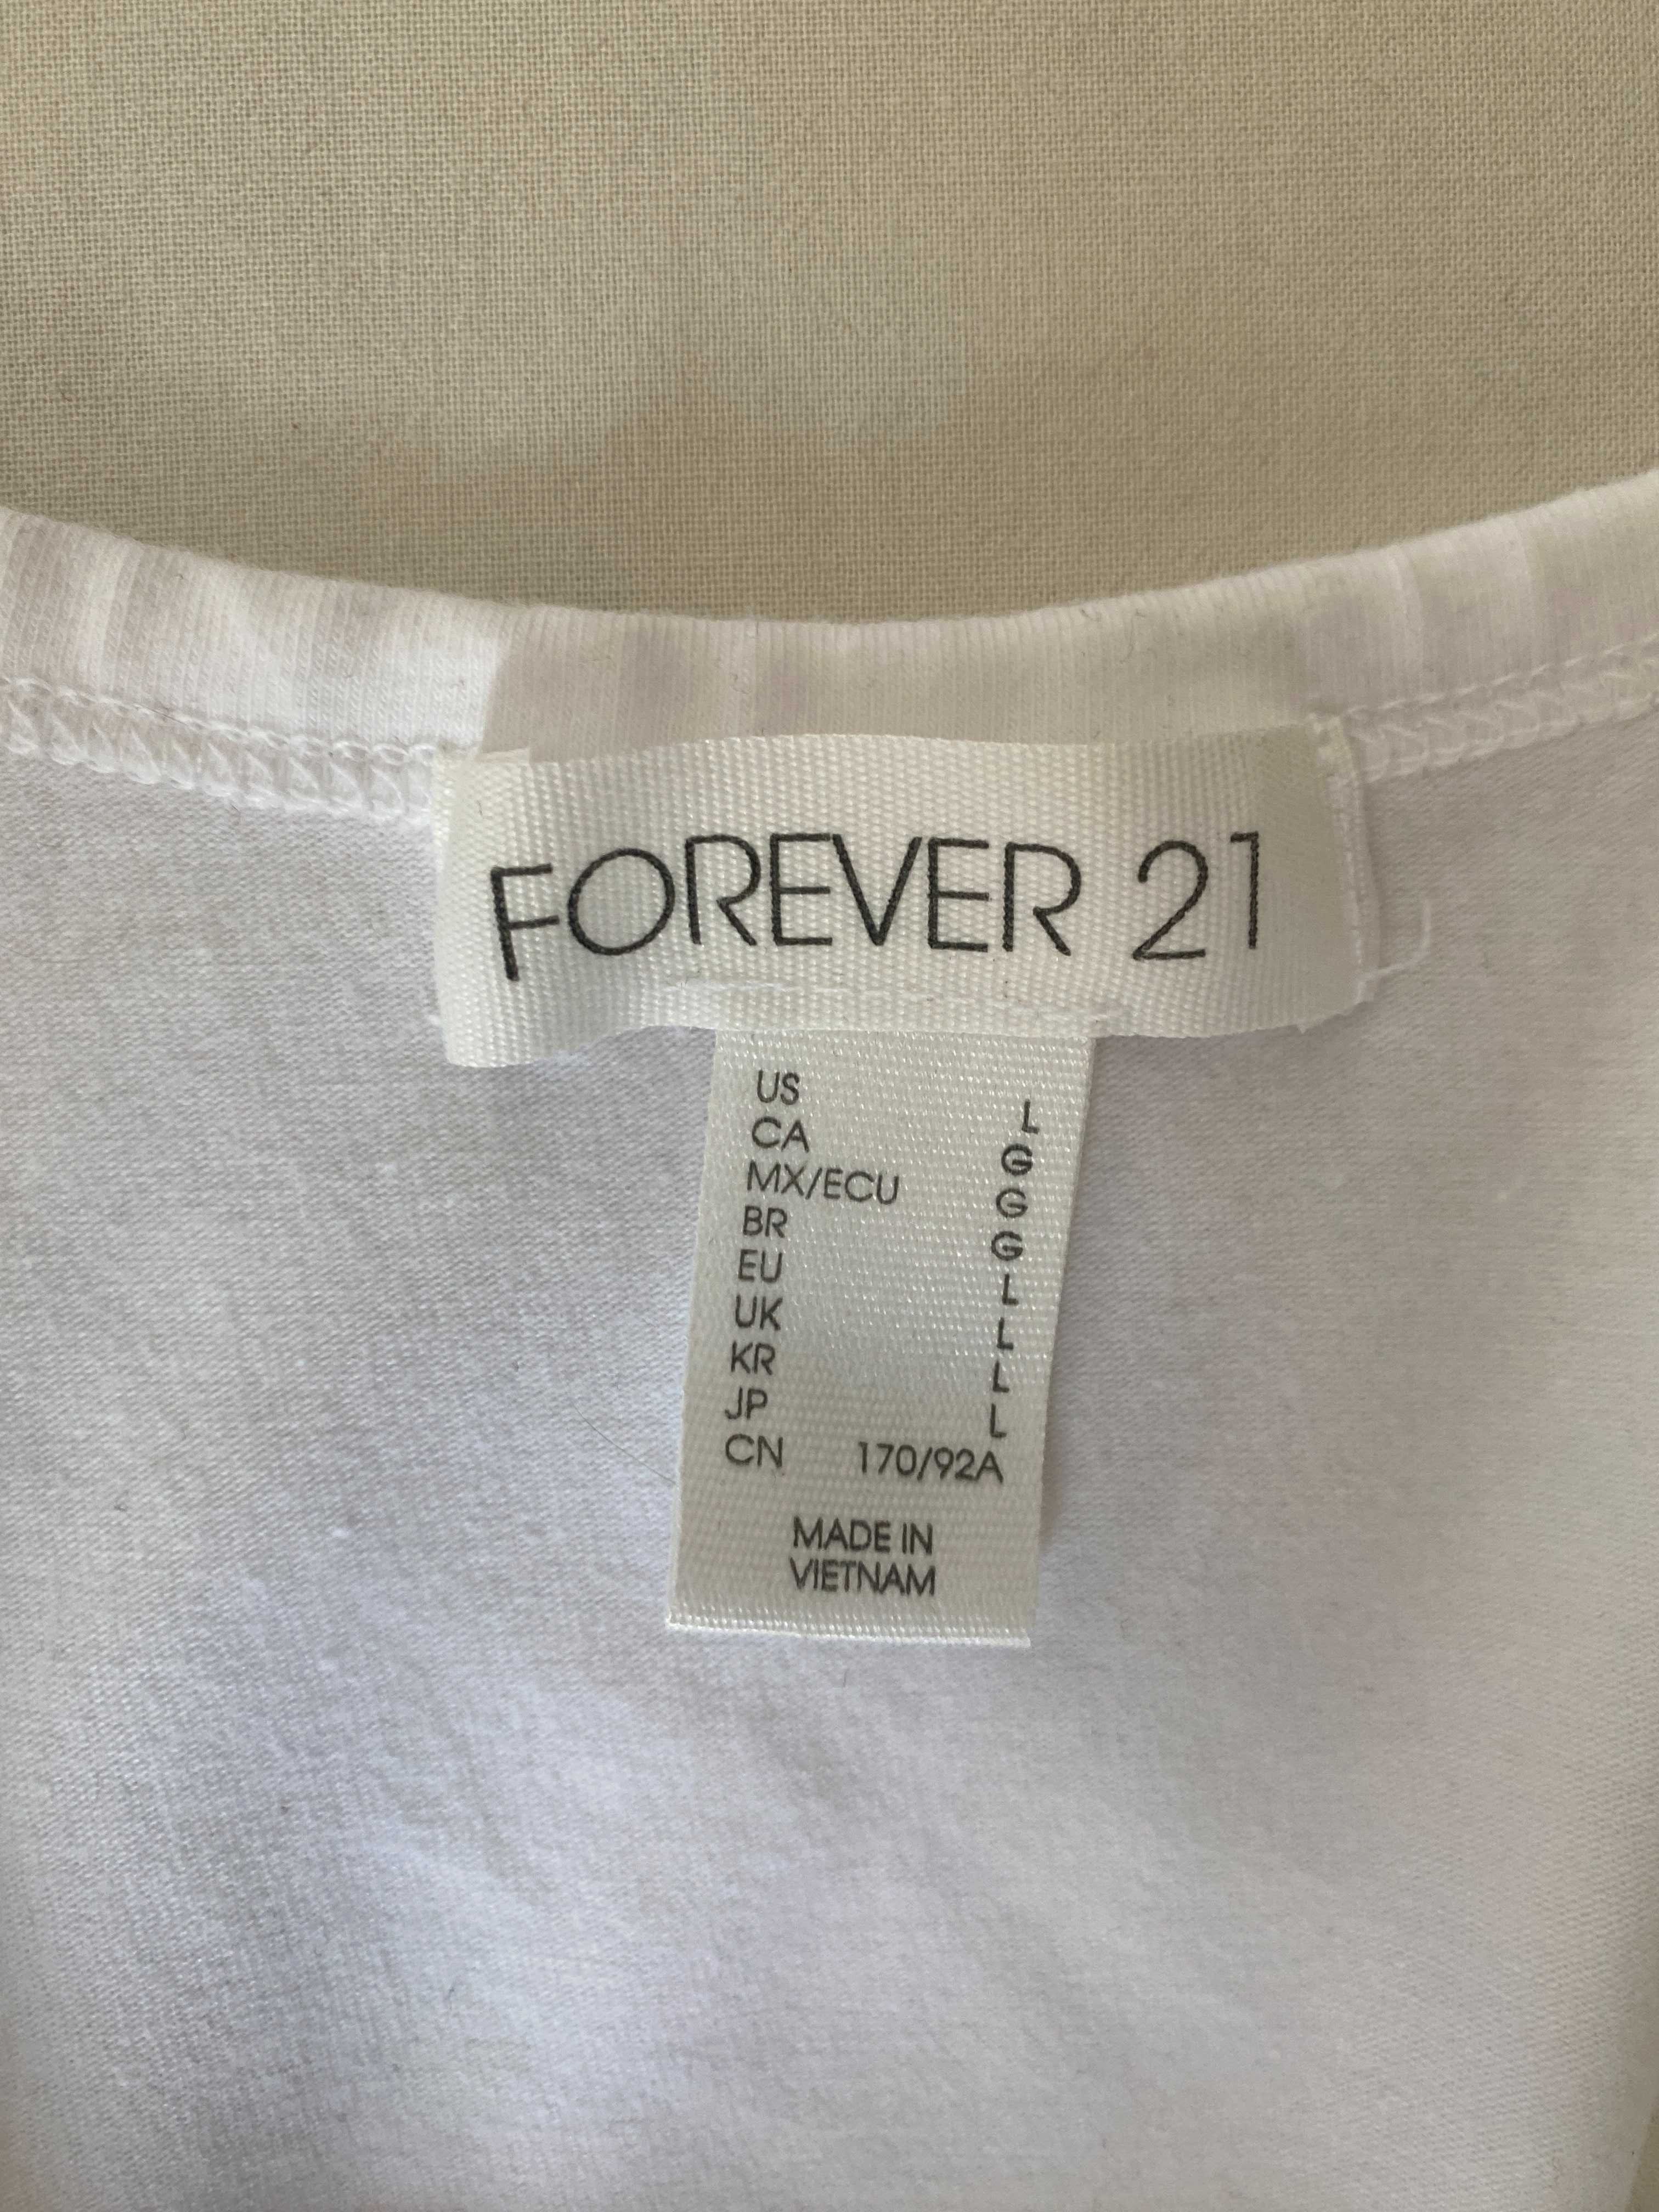 FOREVER 21
US L
CA G
MX/ECU G
BR G
EU L
UK L
KR L
JP L
CN 170/92A
MADE IN
VIETNAM